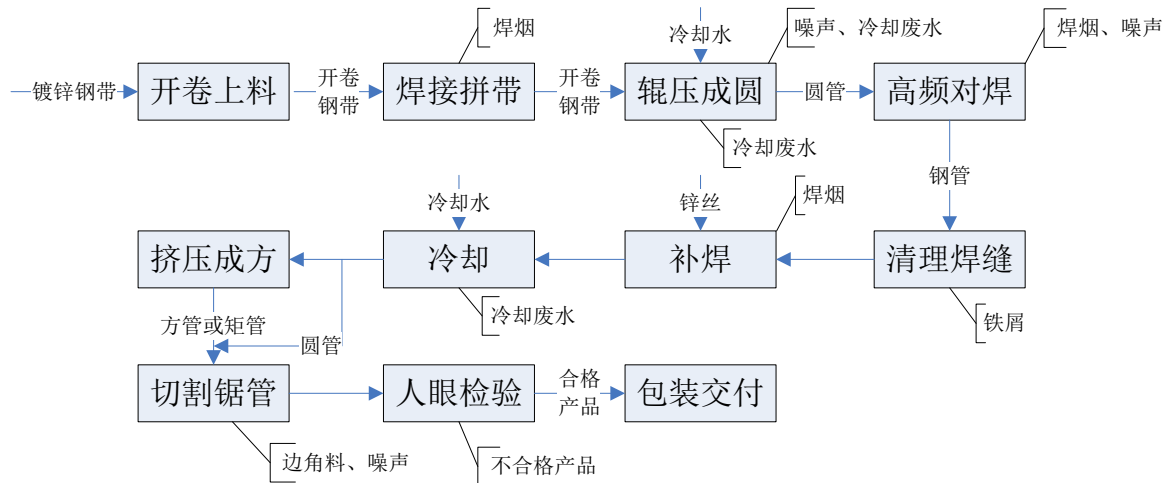 焊烟
冷却水
噪声、冷却废水
焊烟、噪声
镀锌钢带
开卷上料
开卷
钢带
焊接拼带
开卷
钢带
辊压成圆
圆管
高频对焊
冷却废水
钢管
冷却水
锌丝
焊烟
挤压成方
冷却
补焊
清理焊缝
冷却废水
铁屑
方管或矩管
圆管
切割锯管
人眼检验
合格
产品
包装交付
边角料、噪声
不合格产品